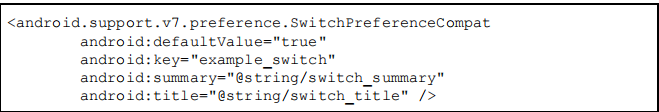 <android.support.v7.preference.SwitchPreferenceCompat
        android:defaultValue="true"
        android:key="example_switch"
        android:summary="@string/switch_summary"
        android:title="@string/switch_title" />